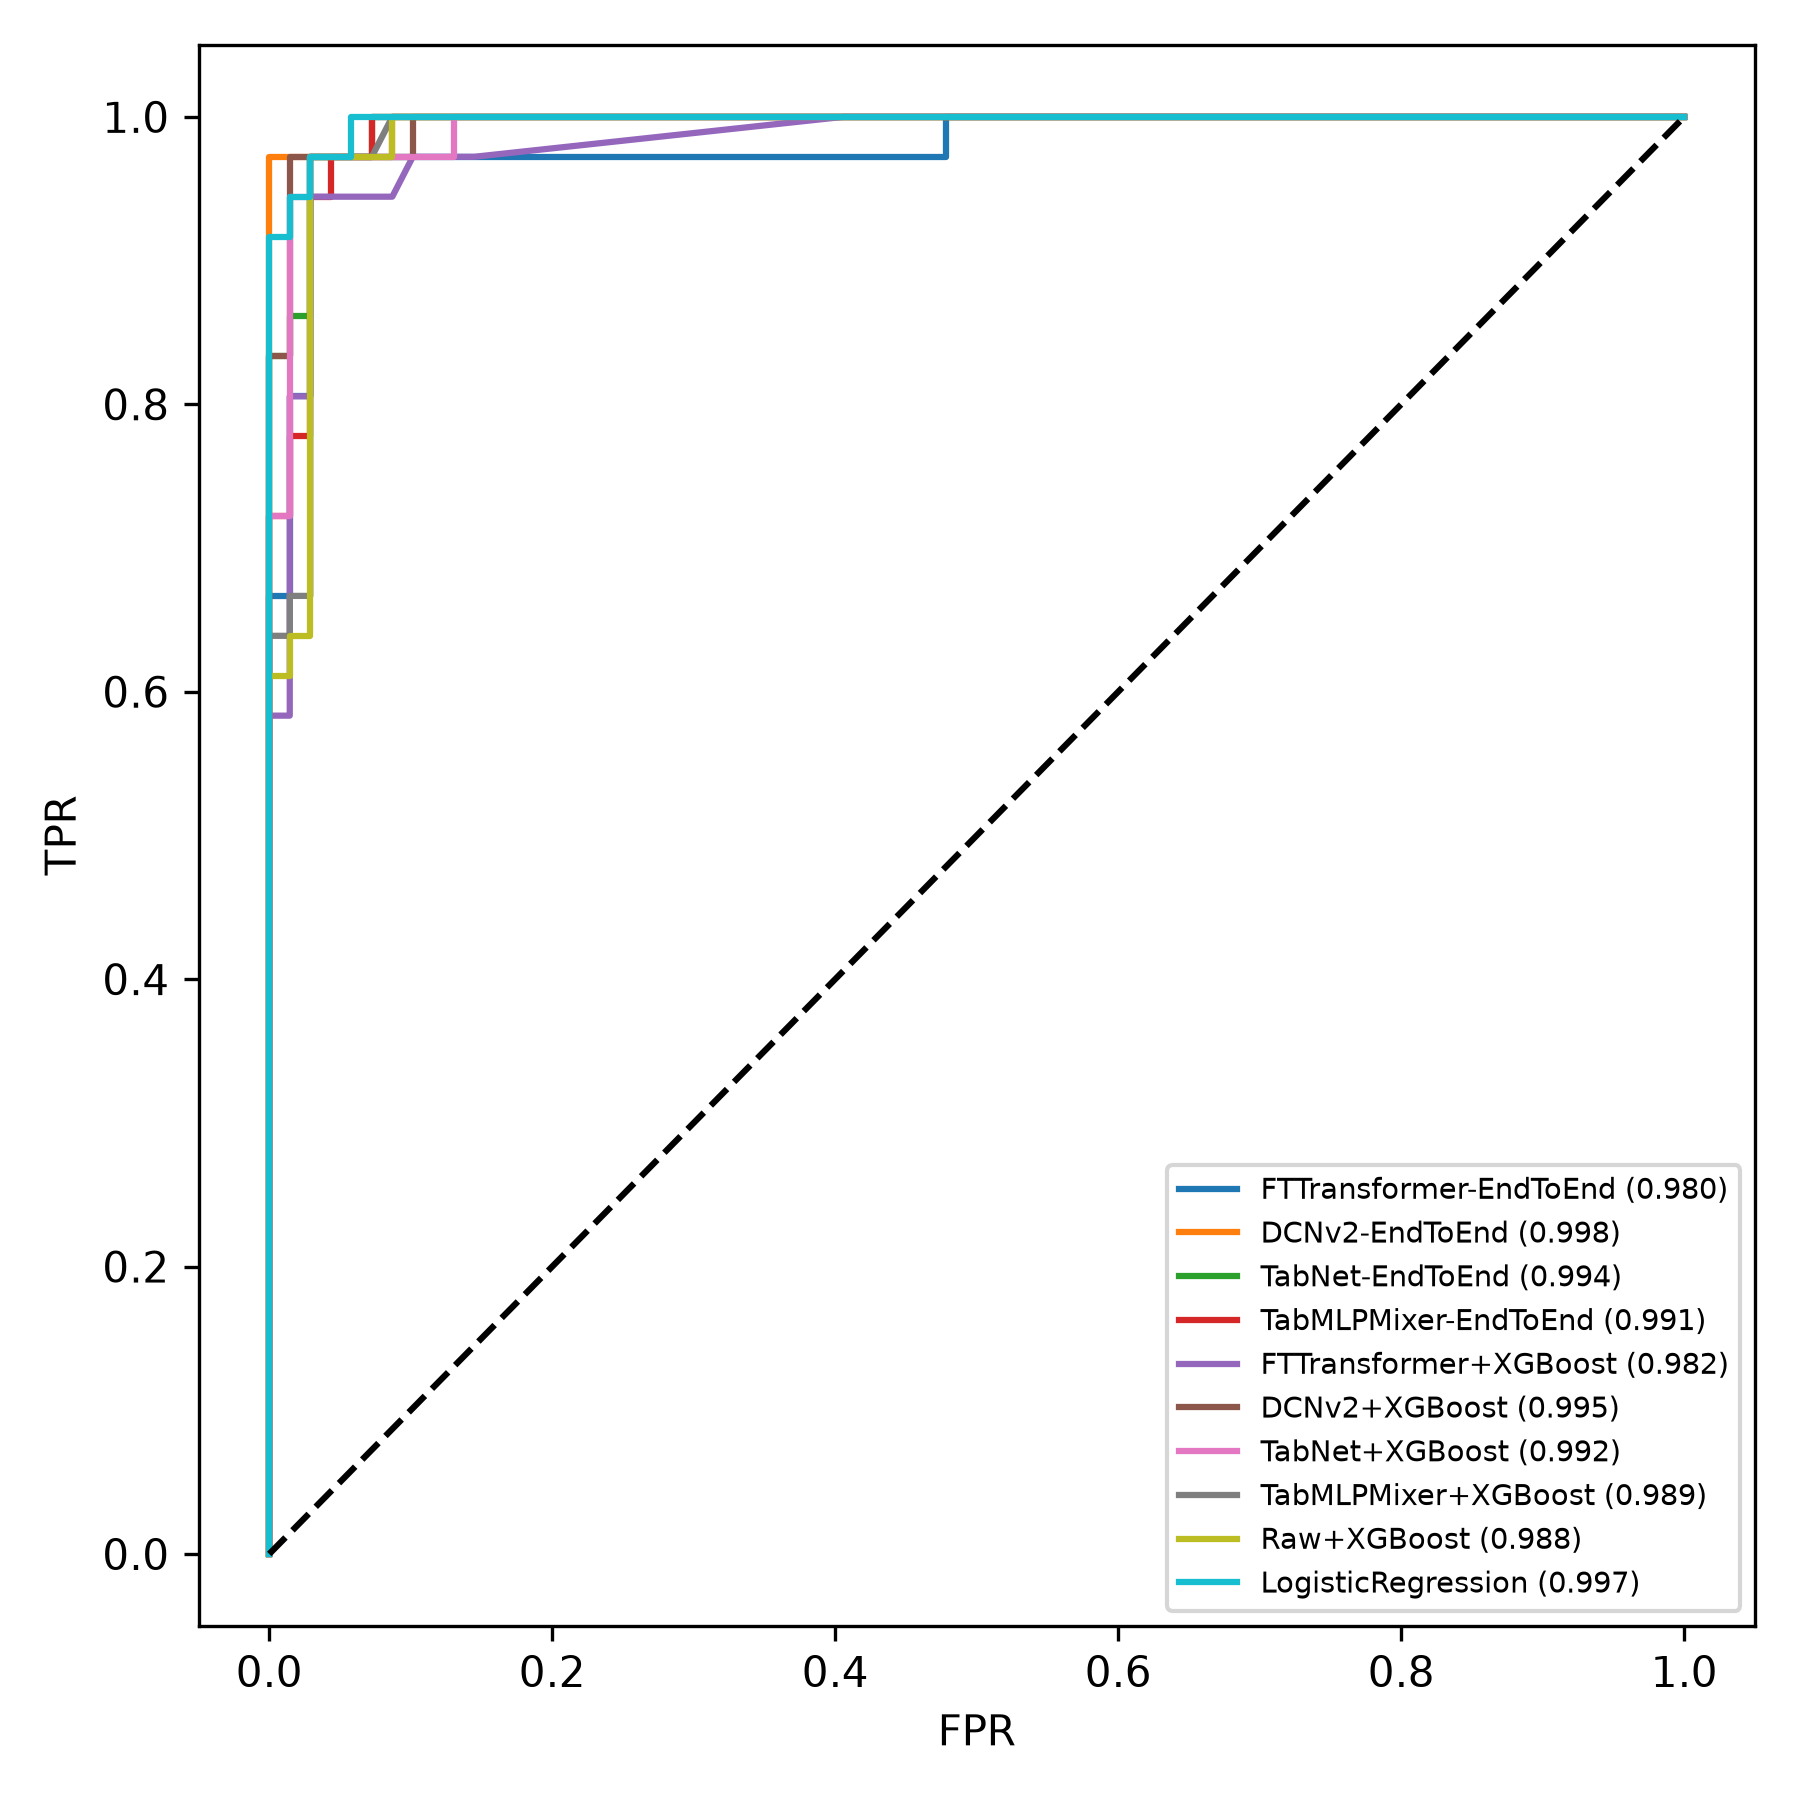 1.0
0.8
0.6
0.4
0.2
0.0
TPR
0.0 0.2 0.4 0.6 0.8 1.0
FPR
FTTransformer-EndToEnd (0.980)
DCNv2-EndToEnd (0.998)
TabNet-EndToEnd (0.994)
TabMLPMixer-EndToEnd (0.991)
FTTransformer+XGBoost (0.982)
DCNv2+XGBoost (0.995)
TabNet+XGBoost (0.992)
TabMLPMixer+XGBoost (0.989)
Raw+XGBoost (0.988)
LogisticRegression (0.997)